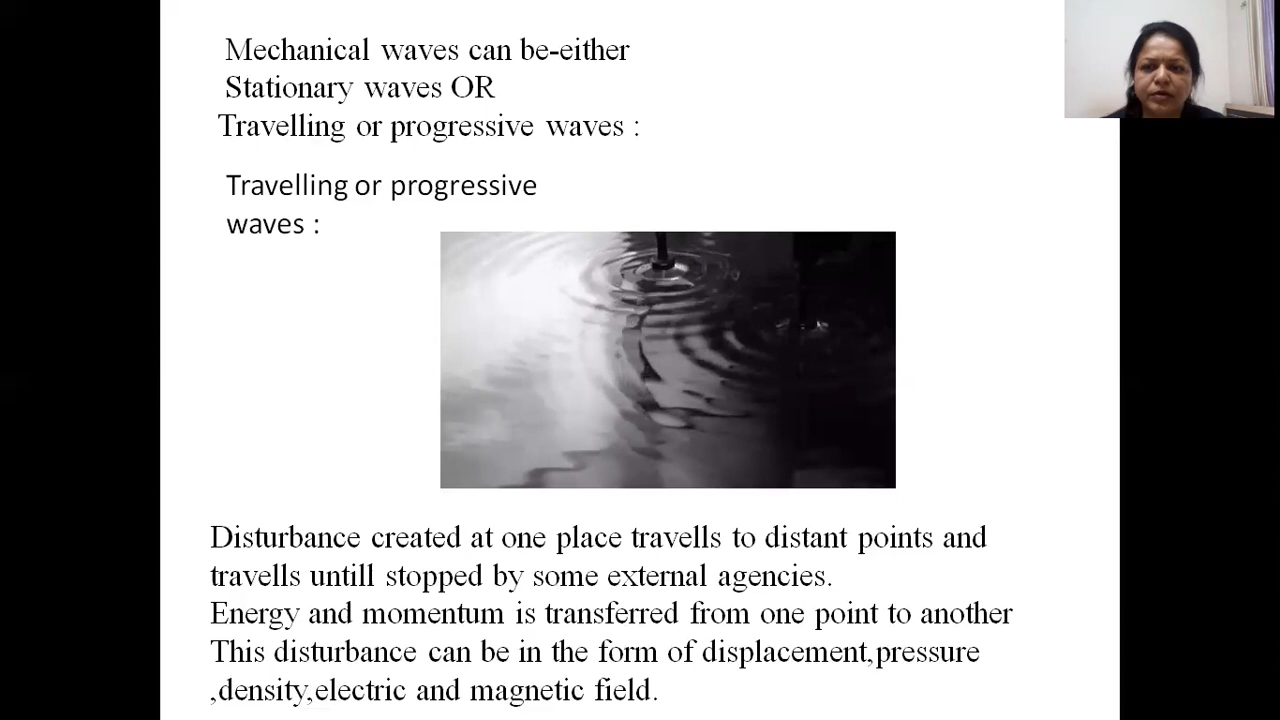 Mechanical waves can be-either
Stationary waves OR
Travelling or progressive waves :
Travelling or progressive
waves :
Disturbance created at one place travells to distant points and
travells untill stopped by some external agencies.
Energy and momentum is transferred from one point to another
This disturbance can be in the form of displacement,pressure
,density,electric and magnetic field.